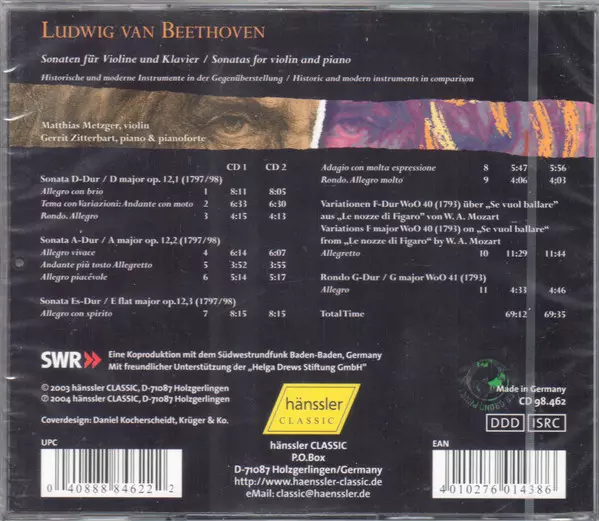 LUDWIG VAN BEETHOVEN
Sonaten für Violine und Klavier / Sonatas for violin and piano
Historische und moderne Instrumente in der Gegenüberstellung / Historic and modern instruments in comparison
Matthias Metzger, violin
Gerrit Zitterbart, piano & pianoforte
CD 1 CD 2
Sonata D-Dur / D major op. 12,1 (1797/98)
Allegro con brio 1 8:11 8:05
Tema con Variazioni: Andante con moto 2 6:33 6:30
Rondo. Allegro 3 4:15 4:13
Sonata A-Dur / A major op. 12,2 (1797/98)
Allegro vivace 4 6:14 6:07
Andante più tosto Allegretto 5 3:52 3:55
Allegro piacévole 6 5:14 5:17
Sonata Es-Dur / E flat major op.12,3 (1797/98)
Allegro con spirito 7 8:15 8:15
Adagio con molta espressione 8 5:47 5:56
Rondo. Allegro molto 9 4:06 4:03
Variationen F-Dur WoO 40 (1793) über „Se vuol ballare"
aus „Le nozze di Figaro" von W. A. Mozart
Variations F major WoO 40 (1793) on „Se vuol ballare"
from „Le nozze di Figaro" by W. A. Mozart
Allegretto 10 11:29 11:44
Rondo G-Dur / G major WoO 41 (1793)
Allegro 11 4:33 4:46
Total Time 69:12 69:35
SWR
Eine Koproduktion mit dem Südwestrundfunk Baden-Baden, Germany
Mit freundlicher Unterstützung der „Helga Drews Stiftung GmbH"
© 2003 hänssler CLASSIC, D-71087 Holzgerlingen
℗ 2004 hänssler CLASSIC, D-71087 Holzgerlingen
Coverdesign: Daniel Kocherscheidt, Krüger & Ko.
hänssler
CLASSIC
Made in Germany
CD 98.462
DDD ISRC
UPC
0 40888 84622 2
hänssler CLASSIC
P.O.Box
D-71087 Holzgerlingen/Germany
http://www.haenssler-classic.de
eMail: classic@haenssler.de
EAN
4 010276 014386